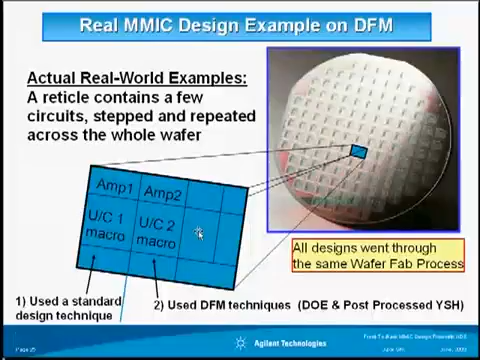 Real MMIC Design Example on DFM
Actual Real-World Examples:
A reticle contains a few
circuits, stepped and repeated
across the whole wafer
Amp1 Amp2
U/C 1 U/C 2
macro macro
All designs went through
the same Wafer Fab Process
1) Used a standard
design technique
2) Used DFM techniques (DOE & Post Processed YSH)
Agilent Technologies